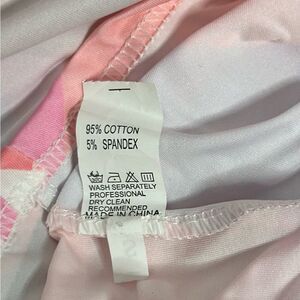 95% COTTON
5% SPANDEX
WASH SEPARATELY
PROFESSIONAL
DRY CLEAN
RECOMMENDED
MADE IN CHINA